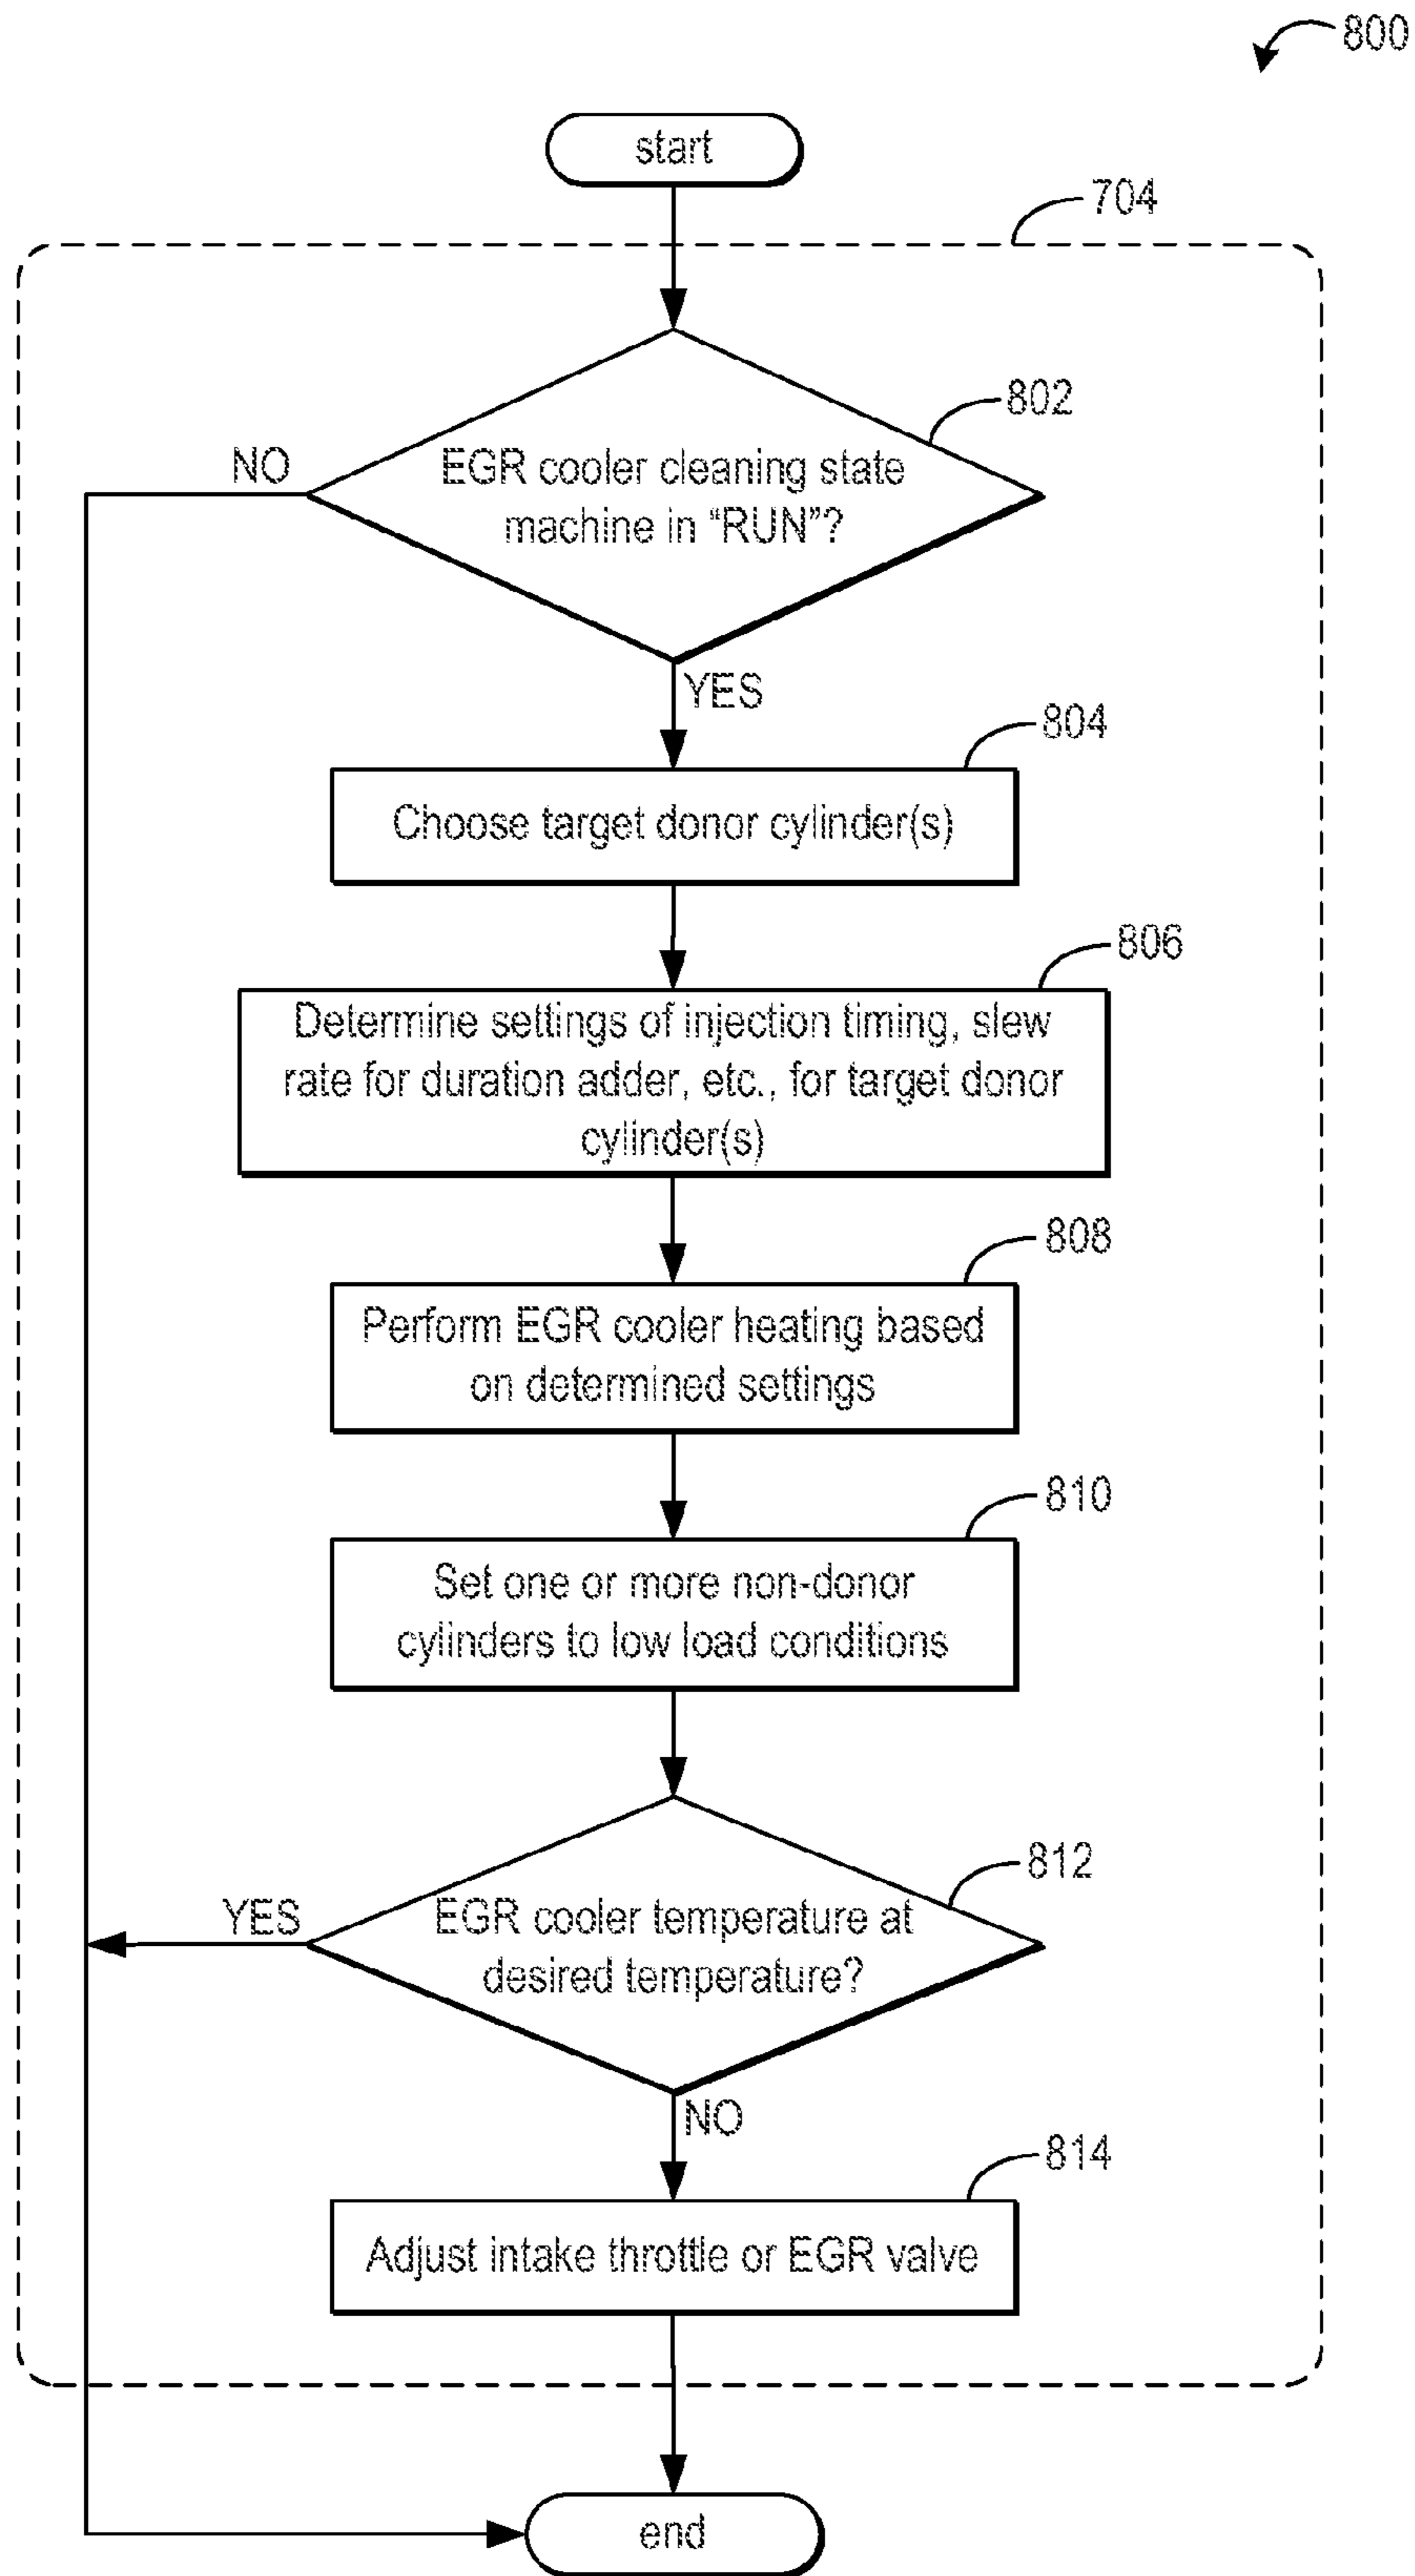 800
start
704
802
NO
EGR cooler cleaning state
machine in “RUN”?
YES
804
Choose target donor cylinder(s)
806
Determine settings of injection timing, slew
rate for duration adder, etc., for target donor
cylinder(s)
808
Perform EGR cooler heating based
on determined settings
810
Set one or more non-donor
cylinders to low load conditions
812
YES
EGR cooler temperature at
desired temperature?
NO
814
Adjust intake throttle or EGR valve
end